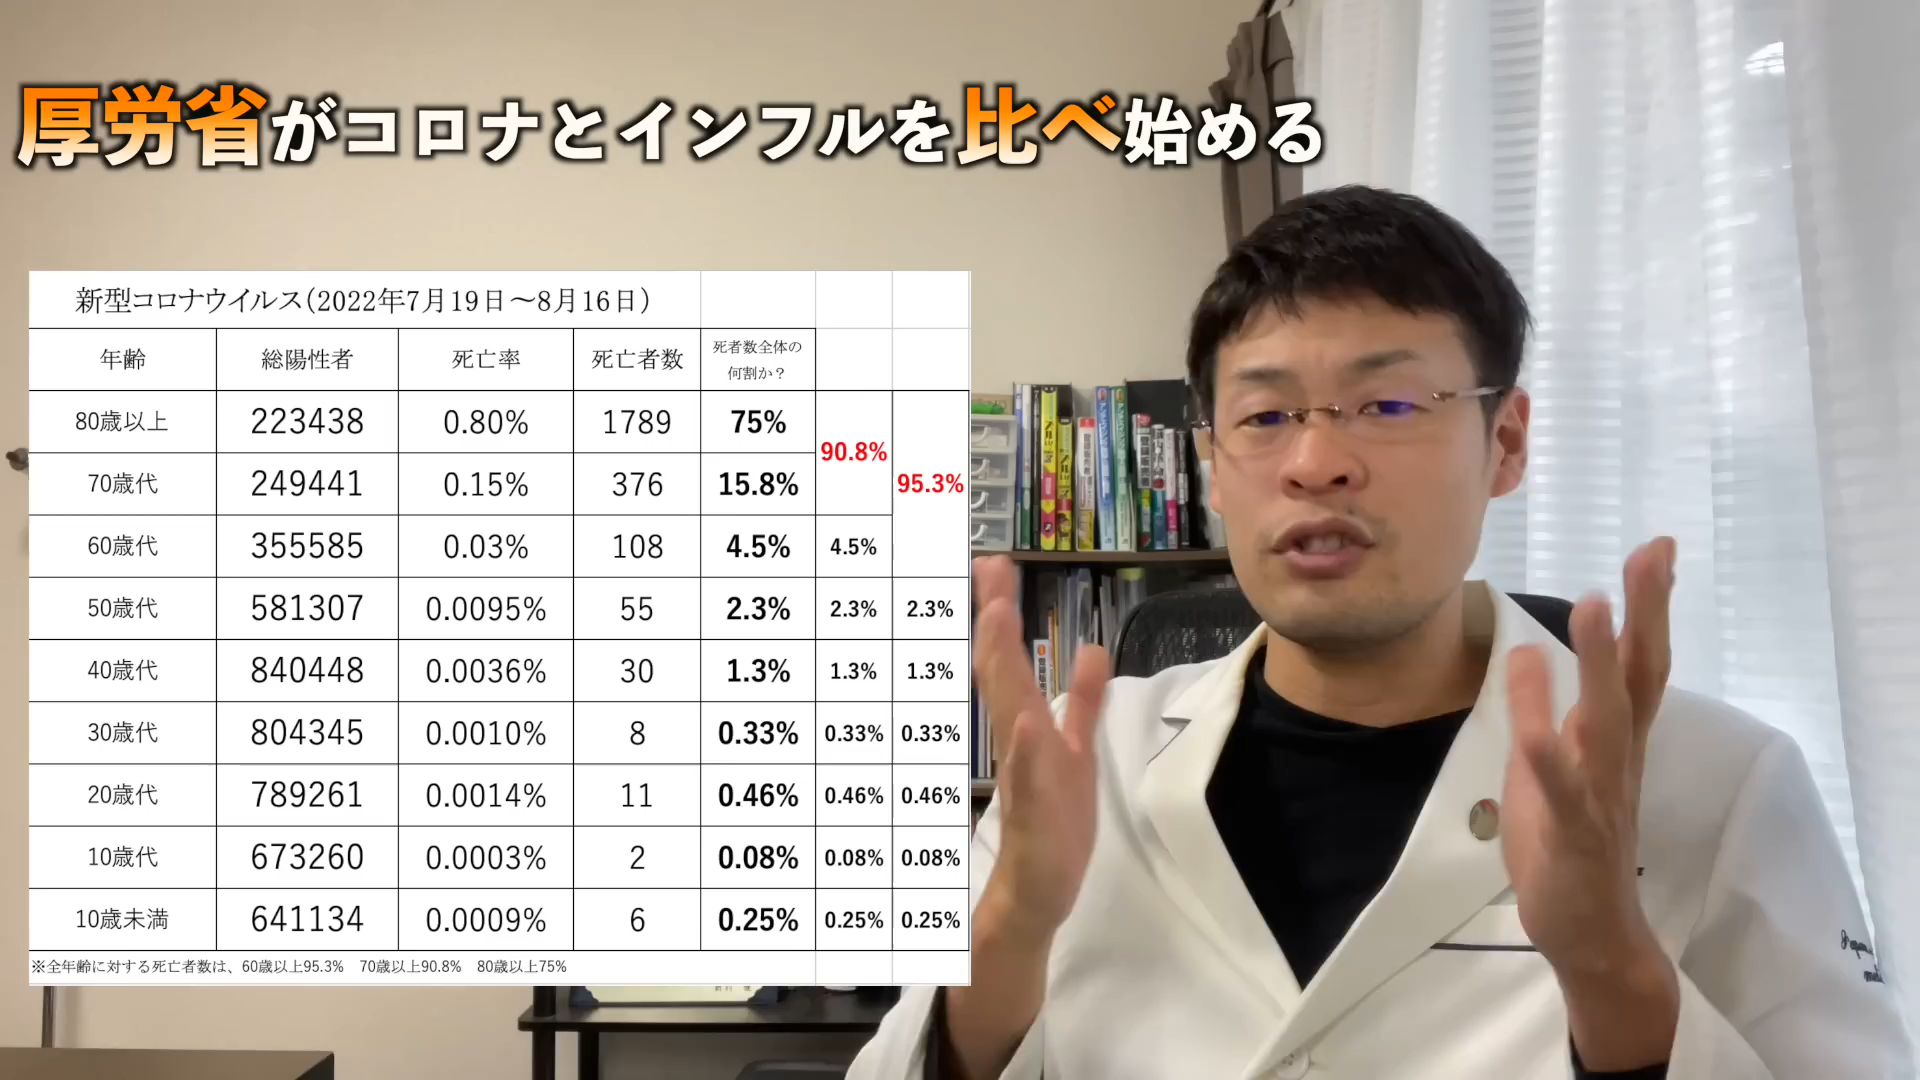 厚労省がコロナとインフルを比べ始める
新型コロナウイルス(2022年7月19日〜8月16日)
年齢 総陽性者 死亡率 死亡者数 死者数全体の
何割か？
80歳以上 223438 0.80% 1789 75%
90.8%
70歳代 249441 0.15% 376 15.8% 95.3%
60歳代 355585 0.03% 108 4.5% 4.5%
50歳代 581307 0.0095% 55 2.3% 2.3% 2.3%
40歳代 840448 0.0036% 30 1.3% 1.3% 1.3%
30歳代 804345 0.0010% 8 0.33% 0.33% 0.33%
20歳代 789261 0.0014% 11 0.46% 0.46% 0.46%
10歳代 673260 0.0003% 2 0.08% 0.08% 0.08%
10歳未満 641134 0.0009% 6 0.25% 0.25% 0.25%
※全年齢に対する死亡者数は、60歳以上95.3%　70歳以上90.8%　80歳以上75%